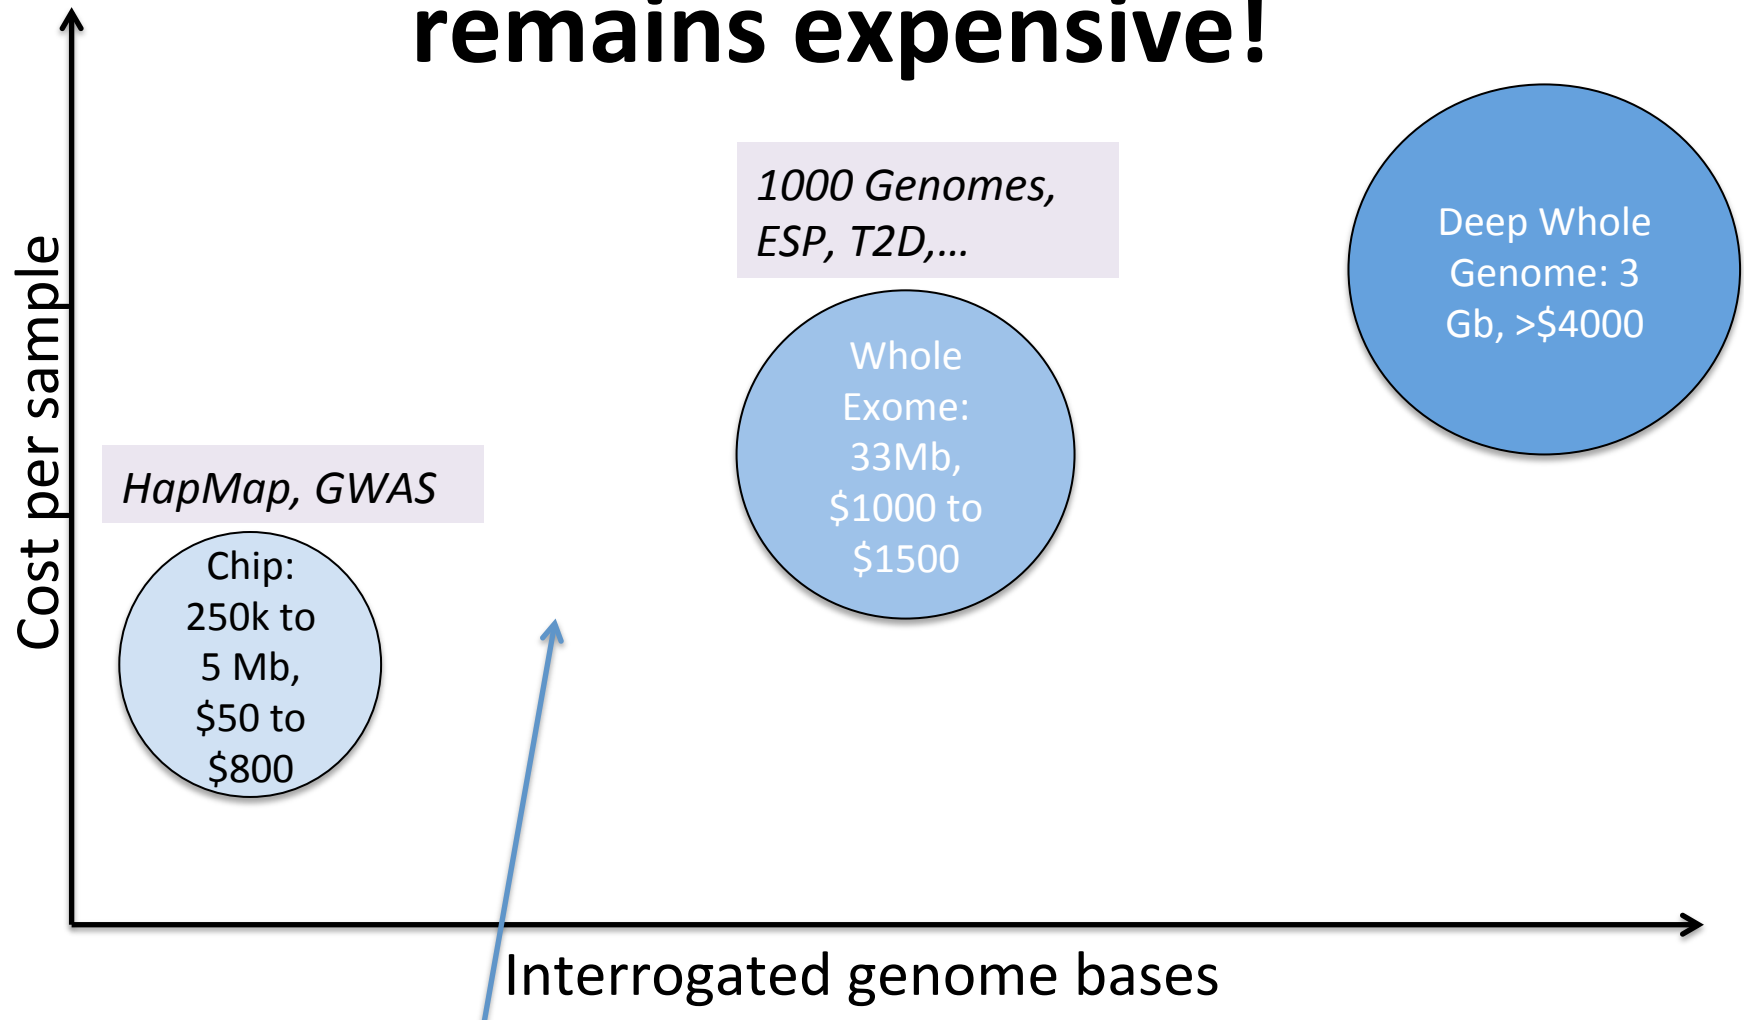 remains expensive!
1000 Genomes,
ESP, T2D,...
Deep Whole
Genome: 3
Gb, >$4000
Whole
Exome:
33Mb,
$1000 to
$1500
HapMap, GWAS
Chip:
250k to
5 Mb,
$50 to
$800
Cost per sample
Interrogated genome bases